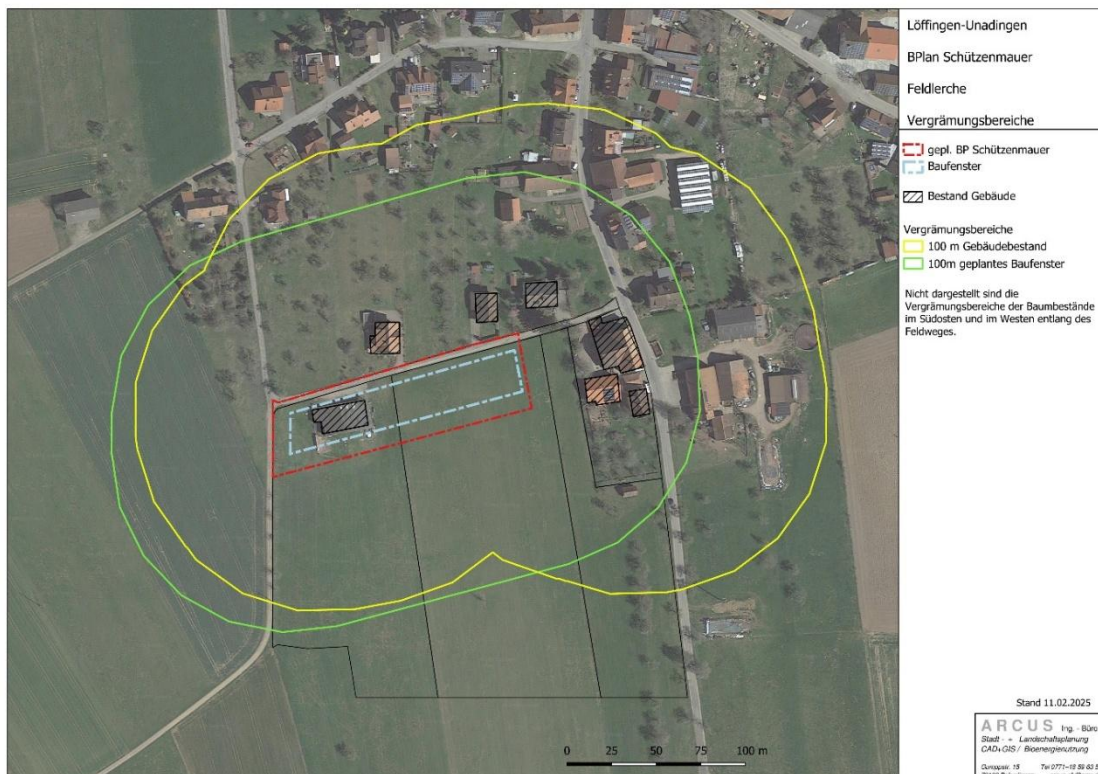 Löffingen-Unadingen
BPlan Schützenmauer
Feldlerche
Vergrämungsbereiche
gepl. BP Schützenmauer
Baufenster
Bestand Gebäude
Vergrämungsbereiche
100 m Gebäudebestand
100m geplantes Baufenster
Nicht dargestellt sind die
Vergrämungsbereiche der Baumbestände
im Südosten und im Westen entlang des
Feldweges.
Stand 11.02.2025
ARCUS Ing. - Büro
Stadt - + Landschaftsplanung
CAD+GIS / Bioenergienutzung
0 25 50 75 100 m